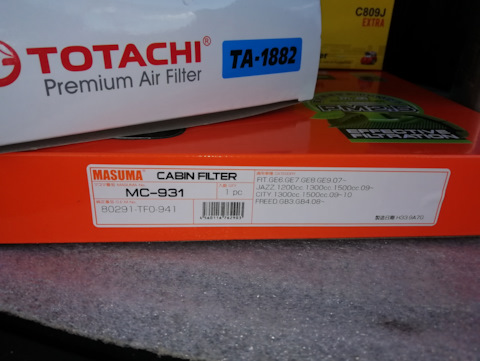 C809J
EXTRA
TOTACHI®
TA-1882
Premium Air Filter
EFFECTIVE
FILTRATION
MASUMA® CABIN FILTER
MC-931
1 pc
80291-TF0-941
FIT.GE6.GE7.GE8.GE9.07~
JAZZ.1200cc 1300cc 1500cc.09~
CITY.1300cc 1500cc.09~10
FREED.GB3.GB4.08~